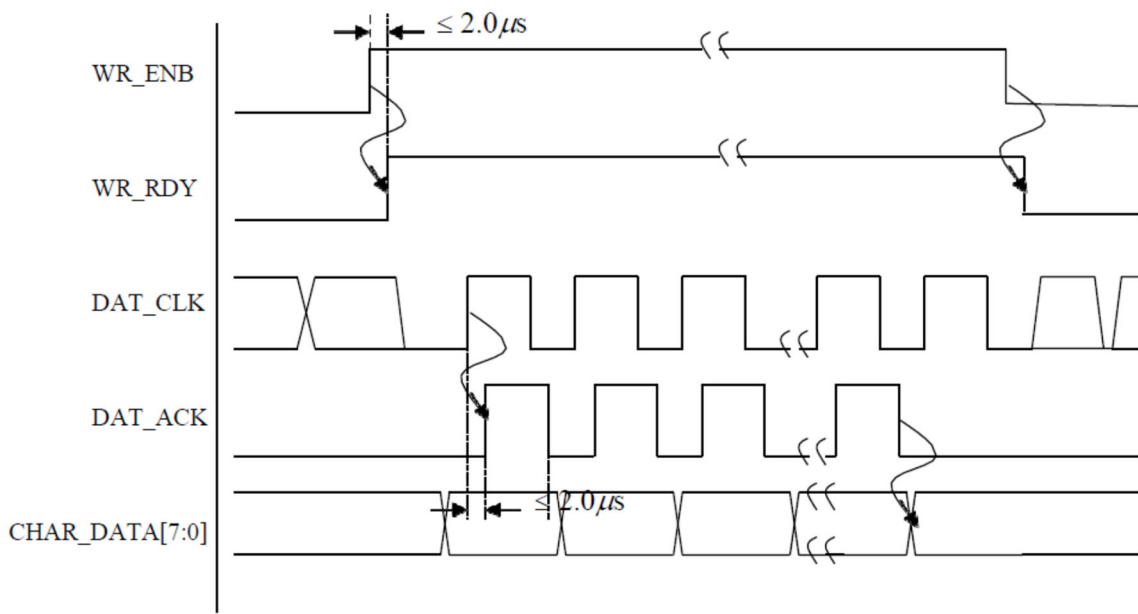 ≤ 2.0μs
WR_ENB
WR_RDY
DAT_CLK
DAT_ACK
≤ 2.0μs
CHAR_DATA[7:0]